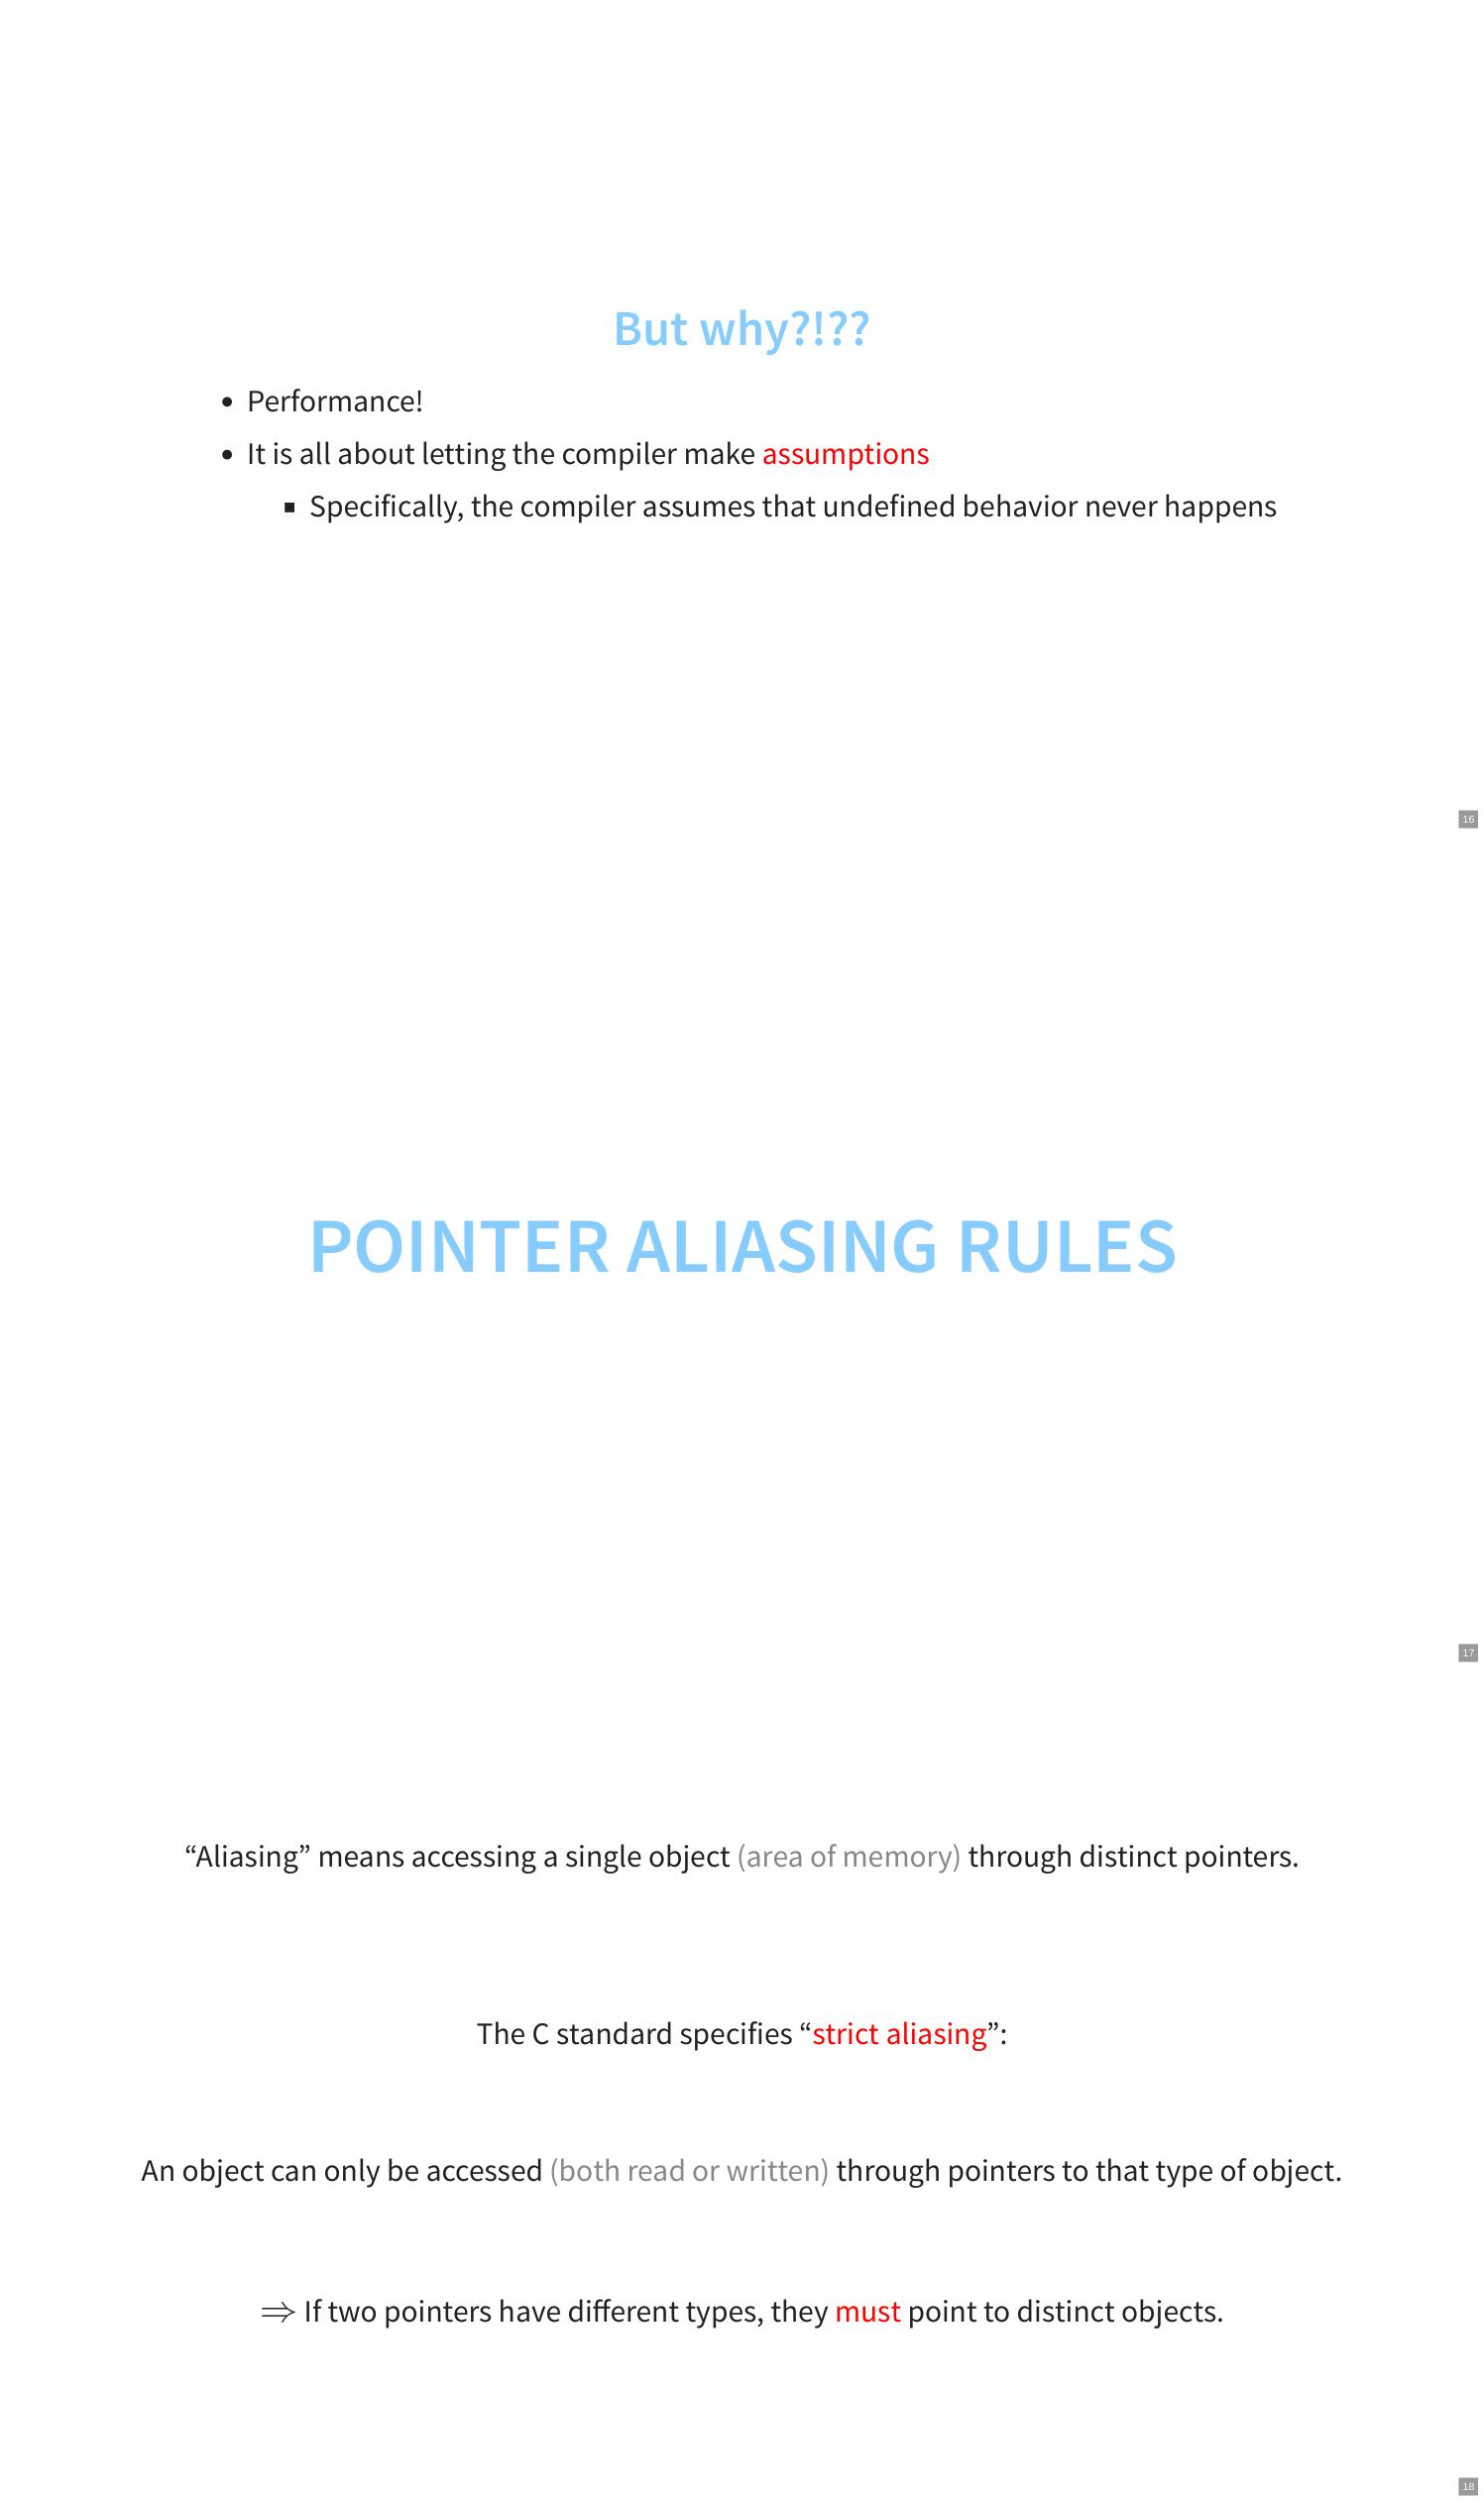 But why?!??
• Performance!
• It is all about letting the compiler make assumptions
▪ Specifically, the compiler assumes that undefined behavior never happens
16
POINTER ALIASING RULES
17
“Aliasing” means accessing a single object (area of memory) through distinct pointers.
The C standard specifies “strict aliasing”:
An object can only be accessed (both read or written) through pointers to that type of object.
⇒ If two pointers have different types, they must point to distinct objects.
18